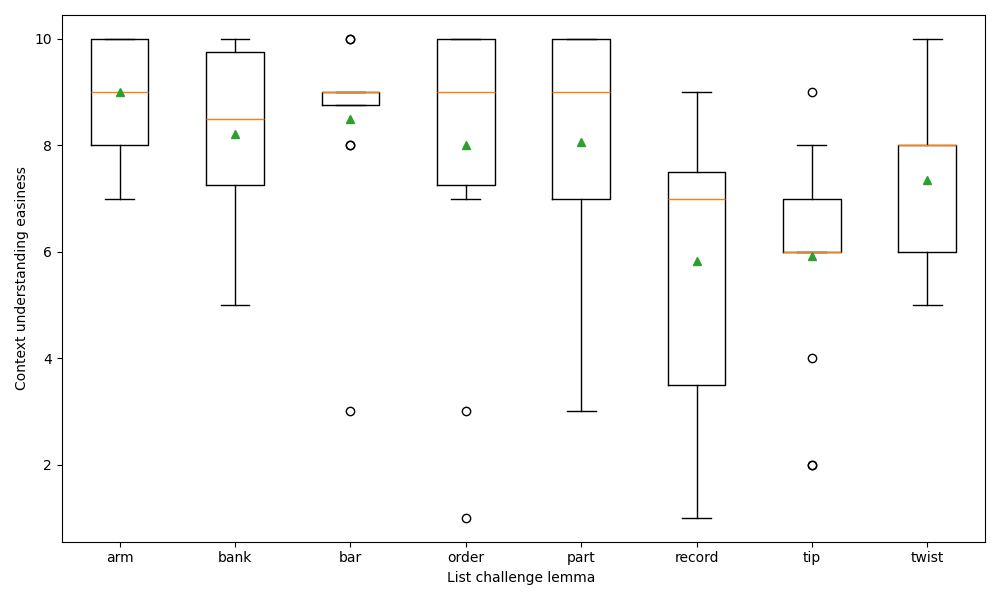 Context understanding easiness
10
8
6
4
2
arm bank bar order part record tip twist
List challenge lemma